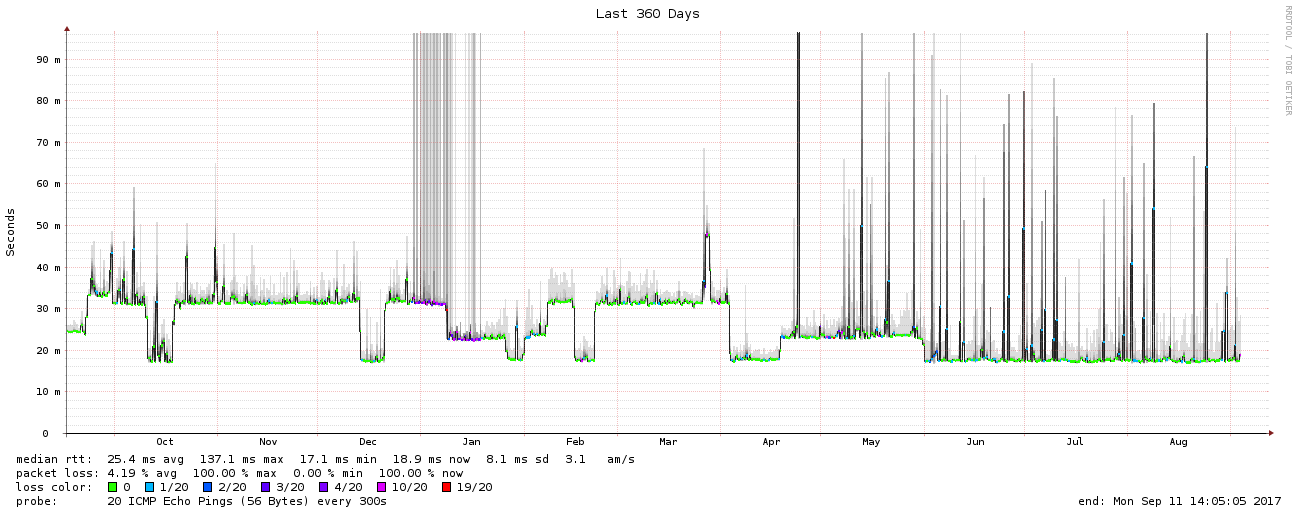 Last 360 Days
RRDTOOL / TOBI OETIKER
Seconds
90 m
80 m
70 m
60 m
50 m
40 m
30 m
20 m
10 m
0
Oct Nov Dec Jan Feb Mar Apr May Jun Jul Aug
median rtt: 25.4 ms avg 137.1 ms max 17.1 ms min 18.9 ms now 8.1 ms sd 3.1 am/s
packet loss: 4.19 % avg 100.00 % max 0.00 % min 100.00 % now
loss color: 0 1/20 2/20 3/20 4/20 10/20 19/20
probe: 20 ICMP Echo Pings (56 Bytes) every 300s end: Mon Sep 11 14:05:05 2017